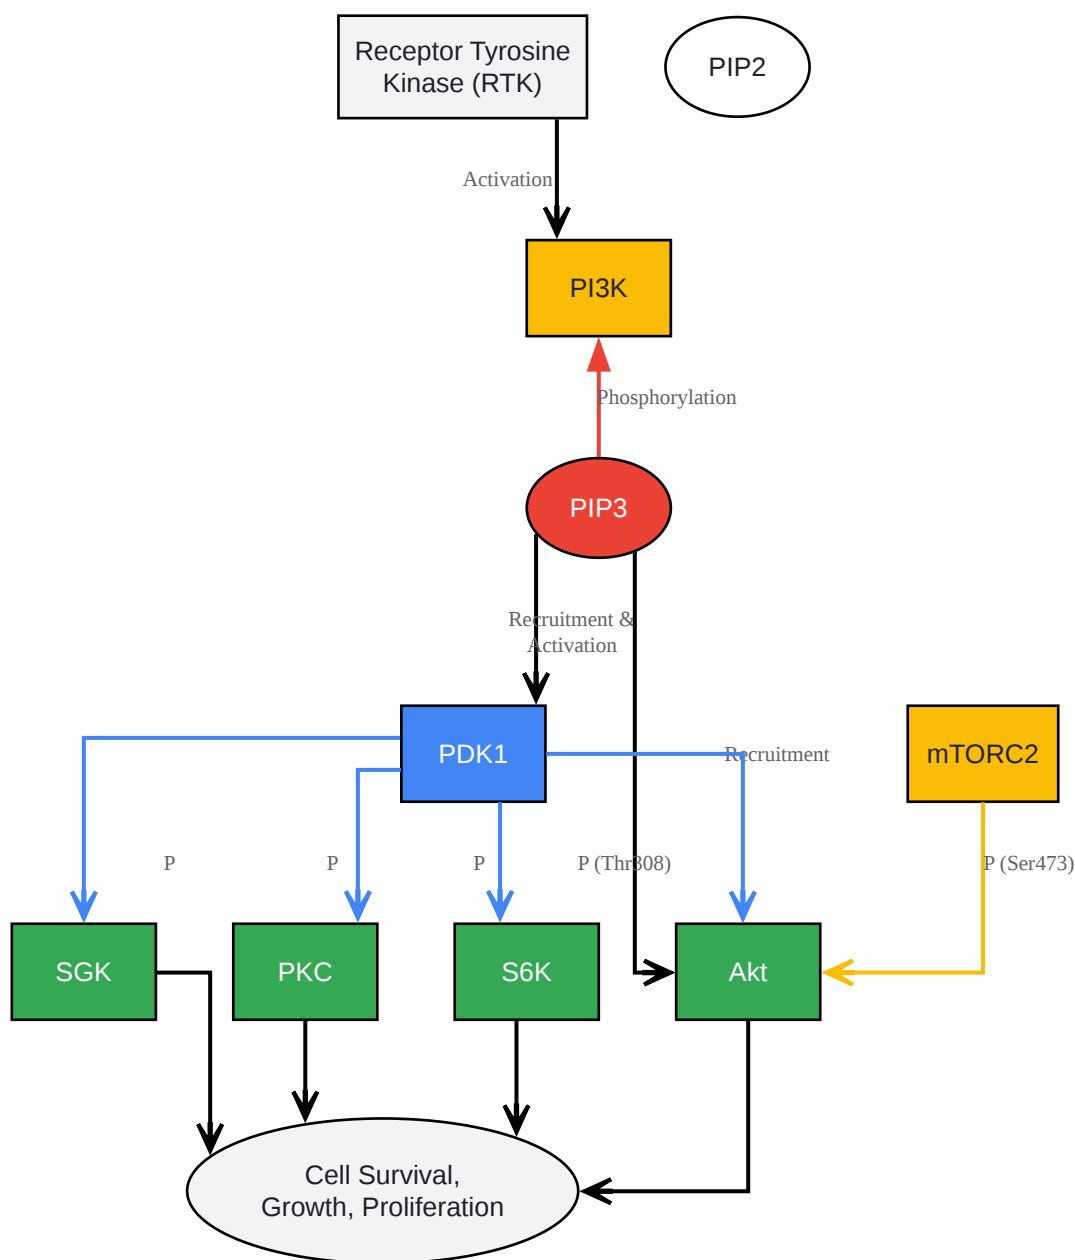 Receptor Tyrosine
Kinase (RTK)
PIP2
Activation
PI3K
Phosphorylation
PIP3
Recruitment &
Activation
PDK1
Recruitment
mTORC2
P
P
P
P (Thr308)
P (Ser473)
SGK
PKC
S6K
Akt
Cell Survival,
Growth, Proliferation